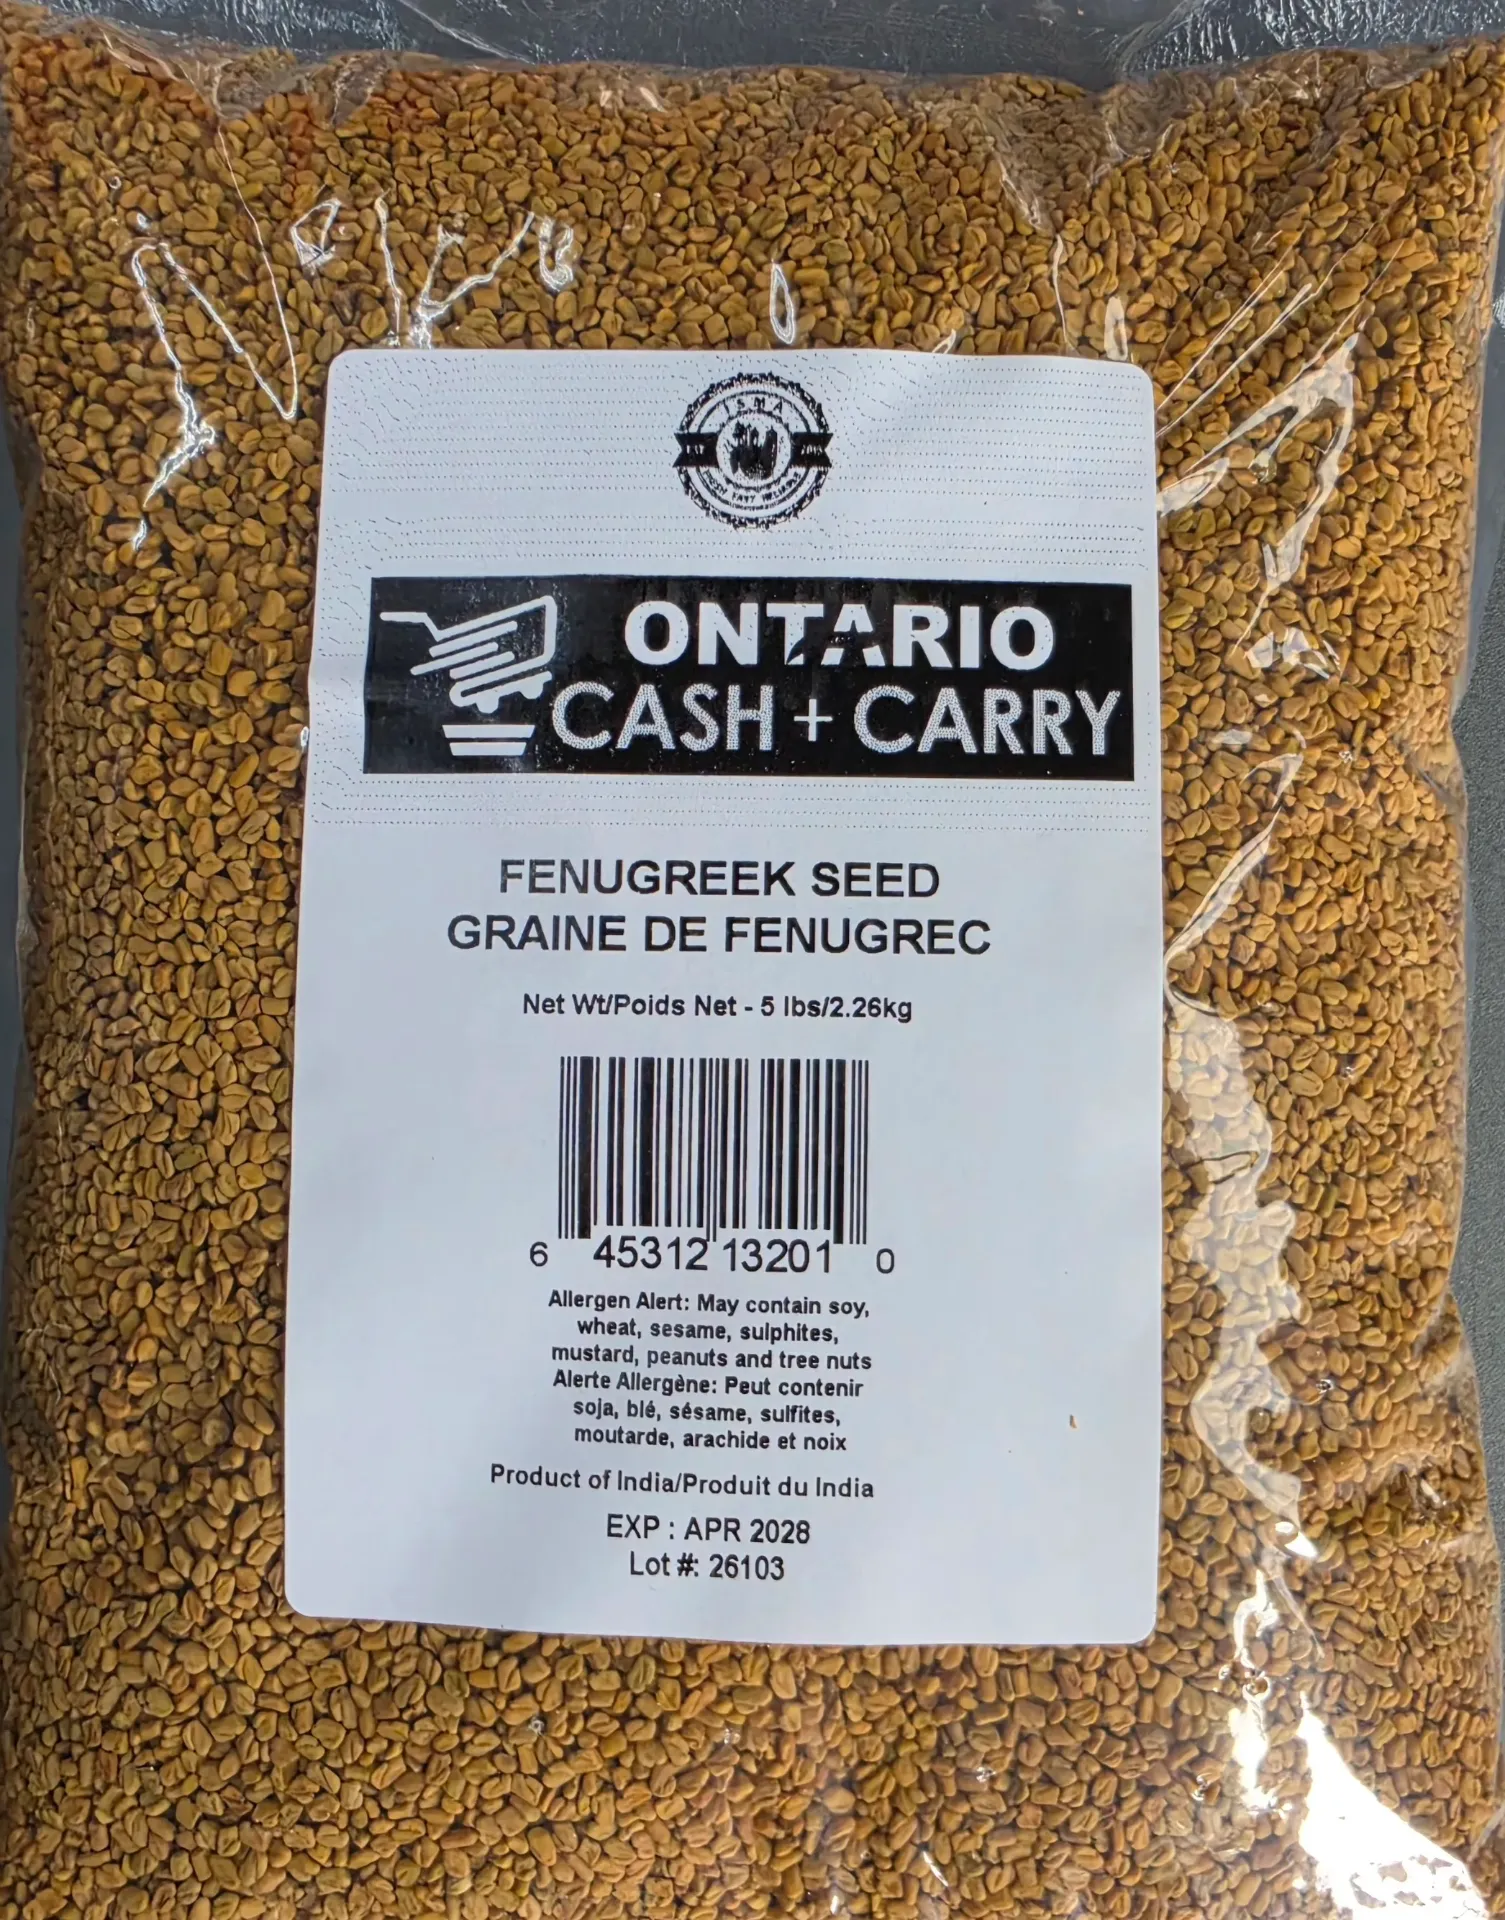 ISMA
ONTARIO
CASH + CARRY
FENUGREEK SEED
GRAINE DE FENUGREC
Net Wt/Poids Net - 5 lbs/2.26kg
6 45312 13201 0
Allergen Alert: May contain soy,
wheat, sesame, sulphites,
mustard, peanuts and tree nuts
Alerte Allergène: Peut contenir
soja, blé, sésame, sulfites,
moutarde, arachide et noix
Product of India/Produit du India
EXP : APR 2028
Lot #: 26103